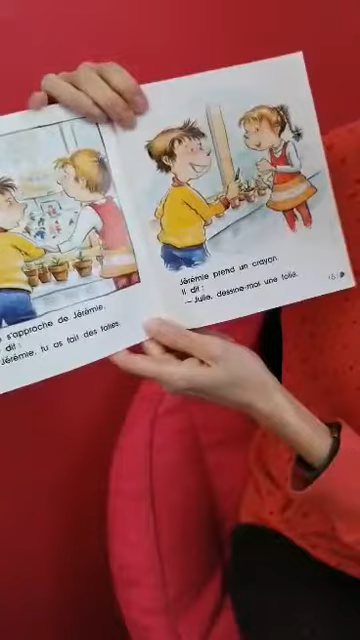 s'approche de Jérémie.
dit :
Jérémie, tu as fait des folies.
Jérémie prend un crayon.
Il dit :
– Julie, dessine-moi une folie.
15